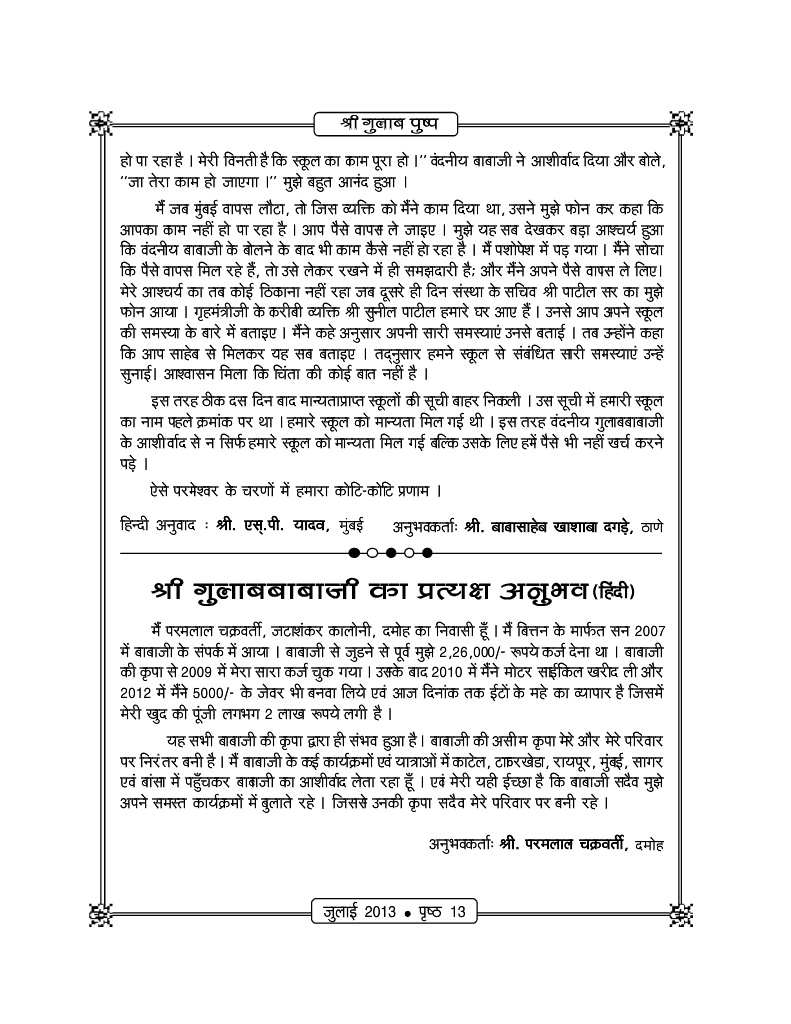 श्री गुलाब पुष्प
हो पा रहा है । मेरी विनती है कि स्कूल का काम पूरा हो ।’’ वंदनीय बाबाजी ने आशीर्वाद दिया और बोले,
‘‘जा तेरा काम हो जाएगा ।’’ मुझे बहुत आनंद हुआ ।
मैं जब मुंबई वापस लौटा, तो जिस व्यक्ति को मैंने काम दिया था, उसने मुझे फोन कर कहा कि
आपका काम नहीं हो पा रहा है । आप पैसे वापस ले जाइए । मुझे यह सब देखकर बड़ा आश्चर्य हुआ
कि वंदनीय बाबाजी के बोलने के बाद भी काम कैसे नहीं हो रहा है । मैं पशोपेश में पड़ गया । मैंने सोचा
कि पैसे वापस मिल रहे हैं, तो उसे लेकर रखने में ही समझदारी है; और मैंने अपने पैसे वापस ले लिए।
मेरे आश्चर्य का तब कोई ठिकाना नहीं रहा जब दूसरे ही दिन संस्था के सचिव श्री पाटील सर का मुझे
फोन आया । गृहमंत्रीजी के करीबी व्यक्ति श्री सुनील पाटील हमारे घर आए हैं । उनसे आप अपने स्कूल
की समस्या के बारे में बताइए । मैंने कहे अनुसार अपनी सारी समस्याएं उनसे बताई । तब उन्होंने कहा
कि आप साहेब से मिलकर यह सब बताइए । तद्नुसार हमने स्कूल से संबंधित सारी समस्याएं उन्हें
सुनाई। आश्वासन मिला कि चिंता की कोई बात नहीं है ।
इस तरह ठीक दस दिन बाद मान्यताप्राप्त स्कूलों की सूची बाहर निकली । उस सूची में हमारी स्कूल
का नाम पहले क्रमांक पर था । हमारे स्कूल को मान्यता मिल गई थी । इस तरह वंदनीय गुलाबबाबाजी
के आशीर्वाद से न सिर्फ हमारे स्कूल को मान्यता मिल गई बल्कि उसके लिए हमें पैसे भी नहीं खर्च करने
पड़े ।
ऐसे परमेश्वर के चरणों में हमारा कोटि-कोटि प्रणाम ।
हिन्दी अनुवाद : श्री. एस्.पी. यादव, मुंबई अनुभवकर्ताः श्री. बाबासाहेब खाशाबा दगड़े, ठाणे
श्री गुलाबबाबाजी का प्रत्यक्ष अनुभव (हिंदी)
मैं परमलाल चक्रवर्ती, जटाशंकर कालोनी, दमोह का निवासी हूँ । मैं बित्तन के मार्फत सन 2007
में बाबाजी के संपर्क में आया । बाबाजी से जुडने से पूर्व मुझे 2,26,000/- रूपये कर्ज देना था । बाबाजी
की कृपा से 2009 में मेरा सारा कर्ज चुक गया । उसके बाद 2010 में मैंने मोटर साईकिल खरीद ली और
2012 में मैंने 5000/- के जेवर भी बनवा लिये एवं आज दिनांक तक ईटों के महे का व्यापार है जिसमें
मेरी खुद की पूंजी लगभग 2 लाख रूपये लगी है ।
यह सभी बाबाजी की कृपा द्वारा ही संभव हुआ है । बाबाजी की असीम कृपा मेरे और मेरे परिवार
पर निरंतर बनी है । मैं बाबाजी के कई कार्यक्रमों एवं यात्राओं में काटेल, टाकरखेडा, रायपूर, मुंबई, सागर
एवं बांसा में पहुँचकर बाबाजी का आशीर्वाद लेता रहा हूँ । एवं मेरी यही ईच्छा है कि बाबाजी सदैव मुझे
अपने समस्त कार्यक्रमों में बुलाते रहे । जिससे उनकी कृपा सदैव मेरे परिवार पर बनी रहे ।
अनुभवकर्ताः श्री. परमलाल चक्रवर्ती, दमोह
जुलाई 2013 ● पृष्ठ 13